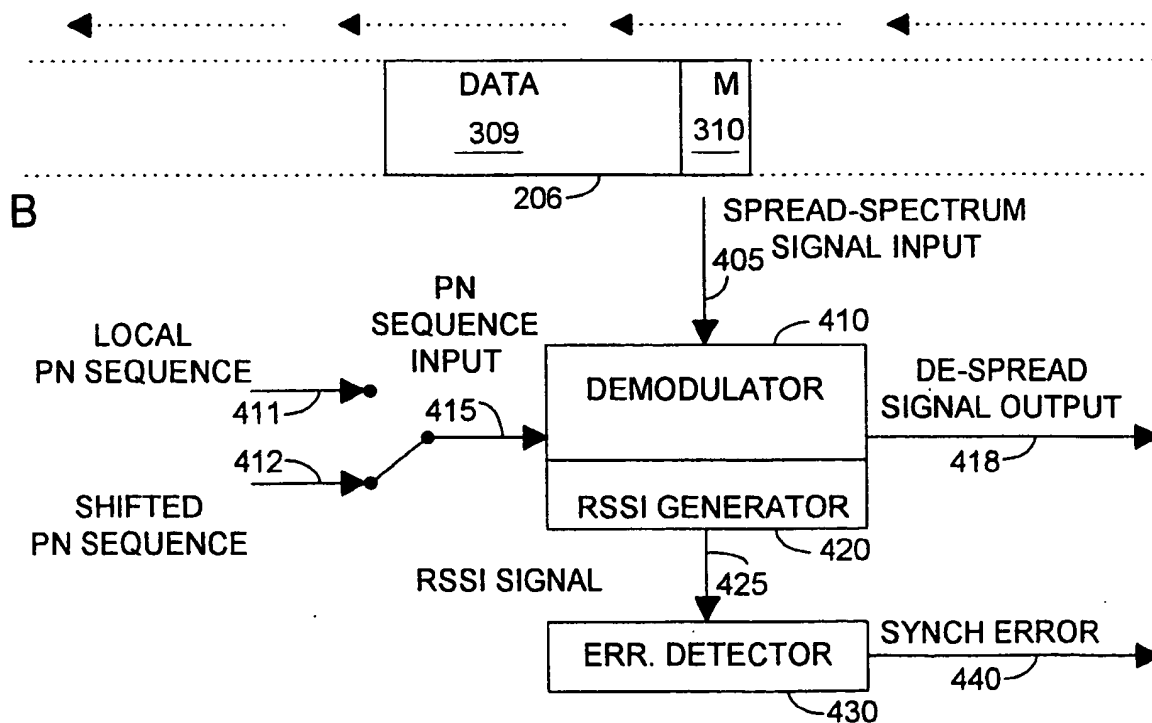 DATA
M
309
310
206
B
SPREAD-SPECTRUM
SIGNAL INPUT
405
PN
SEQUENCE
INPUT
LOCAL
PN SEQUENCE
411
415
410
DEMODULATOR
DE-SPREAD
SIGNAL OUTPUT
418
412
SHIFTED
PN SEQUENCE
RSSI GENERATOR
420
RSSI SIGNAL
425
ERR. DETECTOR
430
SYNCH ERROR
440